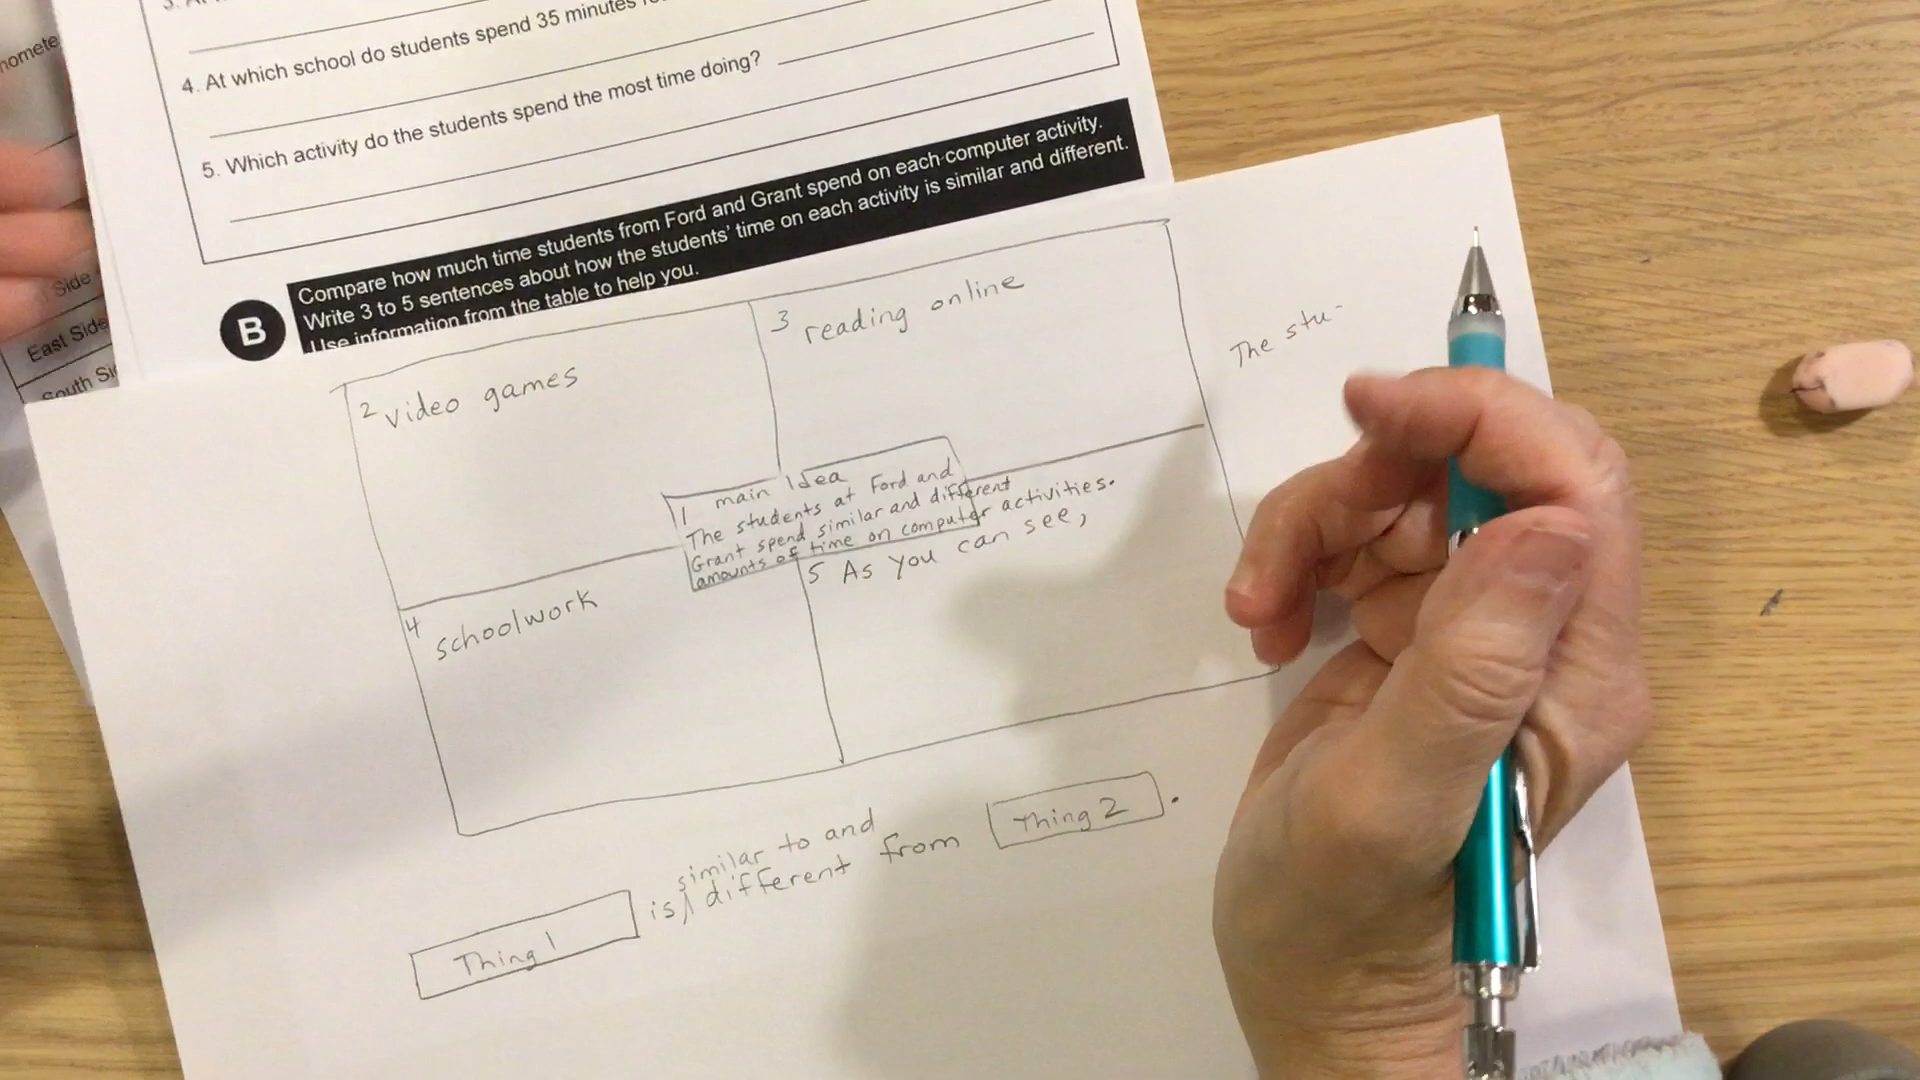 4. At which school do students spend 35 minutes
5. Which activity do the students spend the most time doing?
B
Compare how much time students from Ford and Grant spend on each computer activity.
Write 3 to 5 sentences about how the students' time on each activity is similar and different.
Use information from the table to help you.
Side
East Side
South
2 video games
3 reading online
The stu-
1 main Idea
The students at Ford and
Grant spend similar and different
amounts of time on computer activities.
4 schoolwork
5 As you can see,
similar to and
Thing 1 is different from Thing 2.